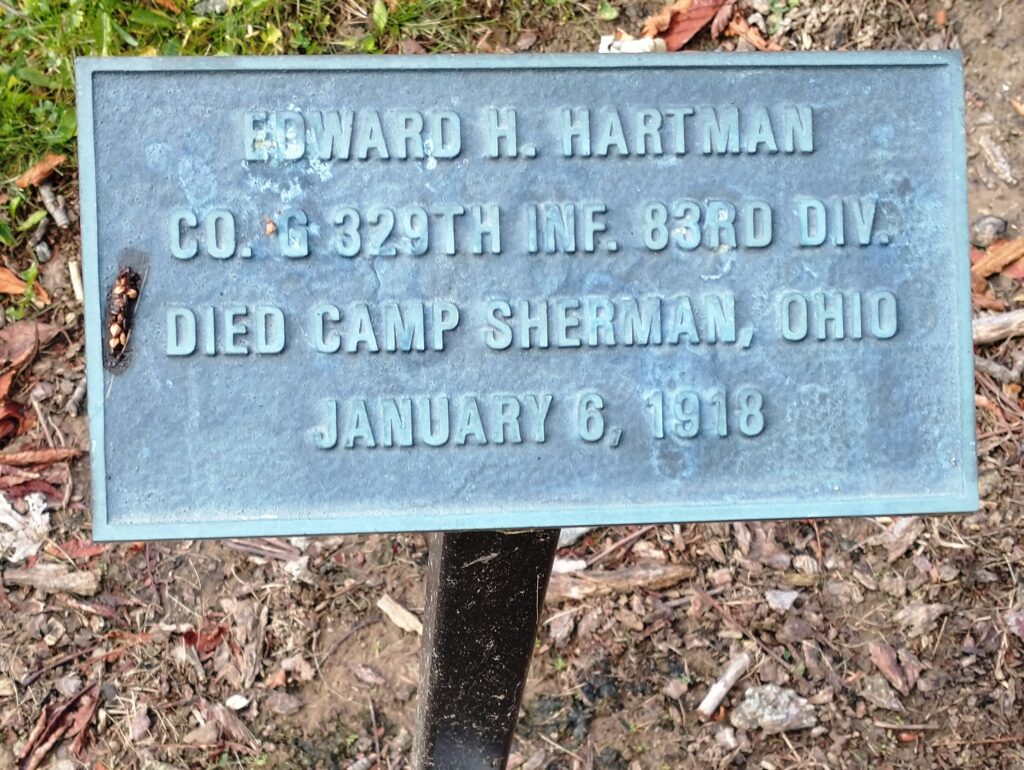 EDWARD H. HARTMAN
CO. G 329TH INF. 83RD DIV.
DIED CAMP SHERMAN, OHIO
JANUARY 6, 1918